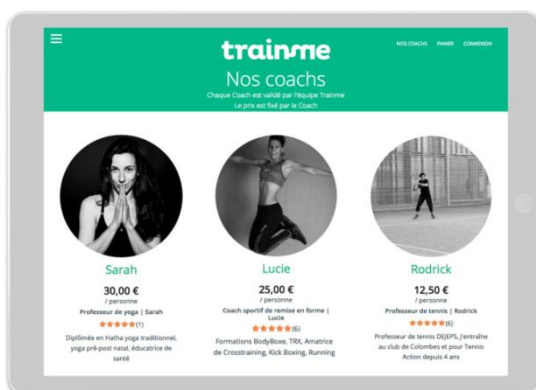 trainme
NOS COACHS PANIER CONNEXION
Nos coachs
Chaque Coach est validé par l'équipe Trainme
Le prix est fixé par le Coach
Sarah
30,00 €
/ personne
Professeur de yoga | Sarah
(1)
Diplômée en Hatha yoga traditionnel,
yoga pré-post natal, éducatrice de
santé
Lucie
25,00 €
/ personne
Coach sportif de remise en forme |
Lucie
(6)
Formations BodyBoxe, TRX, Amatrice
de Crosstraining, Kick Boxing, Running
Rodrick
12,50 €
/ personne
Professeur de tennis | Rodrick
(6)
Professeur de tennis DEJEPS, j'entraîne
au club de Colombes et pour Tennis
Action depuis 4 ans